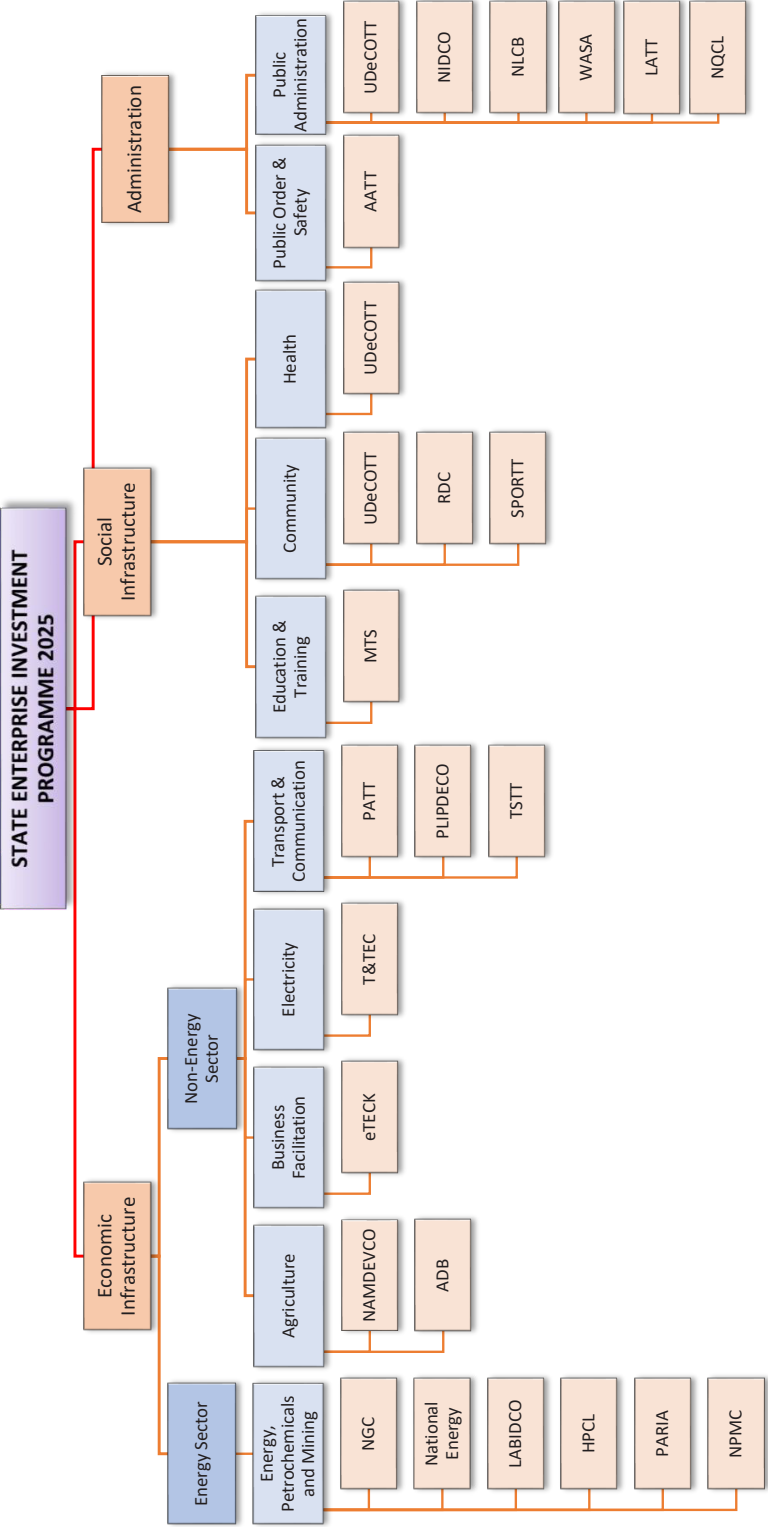 STATE ENTERPRISE INVESTMENT
PROGRAMME 2025
Economic
Infrastructure
Social
Infrastructure
Administration
Energy Sector
Non-Energy
Sector
Energy,
Petrochemicals
and Mining
Agriculture
Business
Facilitation
Electricity
Transport &
Communication
Education &
Training
Community
Health
Public Order &
Safety
Public
Administration
NGC
National
Energy
LABIDCO
HPCL
PARIA
NPMC
NAMDEVCO
ADB
eTECK
T&TEC
PATT
PLIPDECO
TSTT
MTS
UDeCOTT
RDC
SPORTT
UDeCOTT
AATT
UDeCOTT
NIDCO
NLCB
WASA
LATT
NQCL